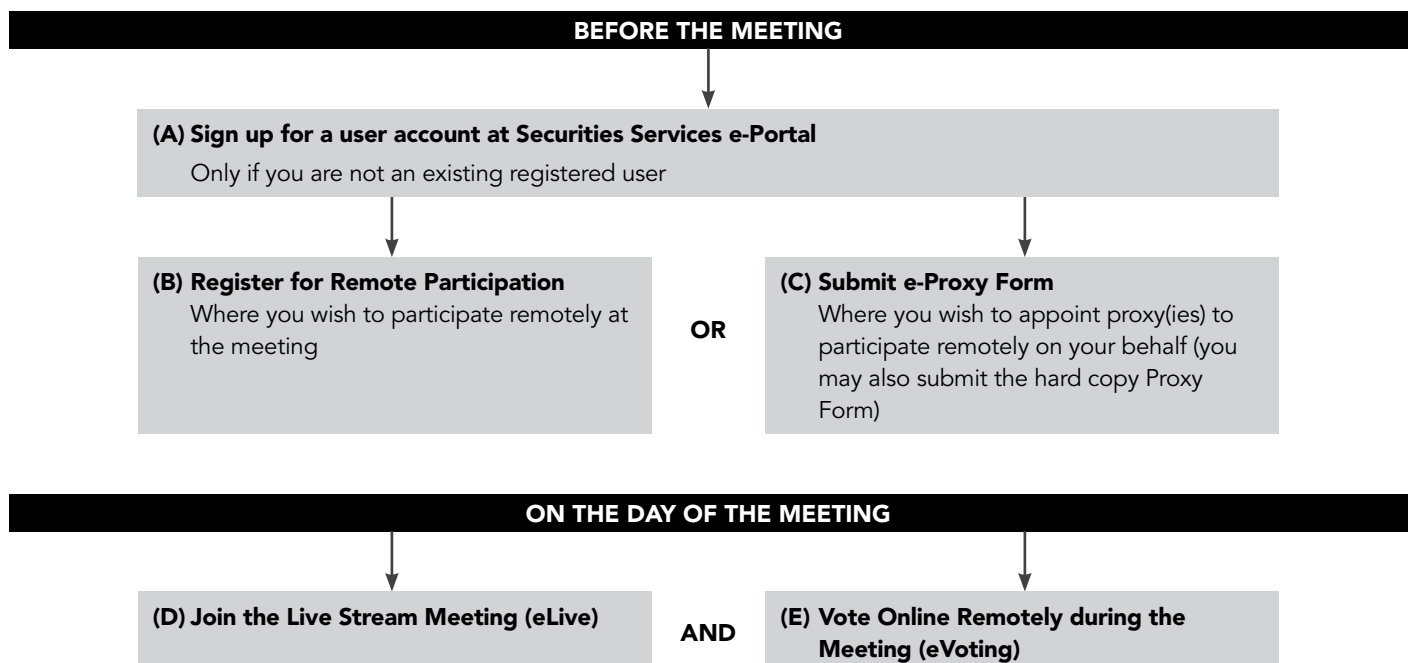 BEFORE THE MEETING
(A) Sign up for a user account at Securities Services e-Portal
Only if you are not an existing registered user
(B) Register for Remote Participation
Where you wish to participate remotely at
the meeting
OR
(C) Submit e-Proxy Form
Where you wish to appoint proxy(ies) to
participate remotely on your behalf (you
may also submit the hard copy Proxy
Form)
ON THE DAY OF THE MEETING
(D) Join the Live Stream Meeting (eLive)
AND
(E) Vote Online Remotely during the
Meeting (eVoting)